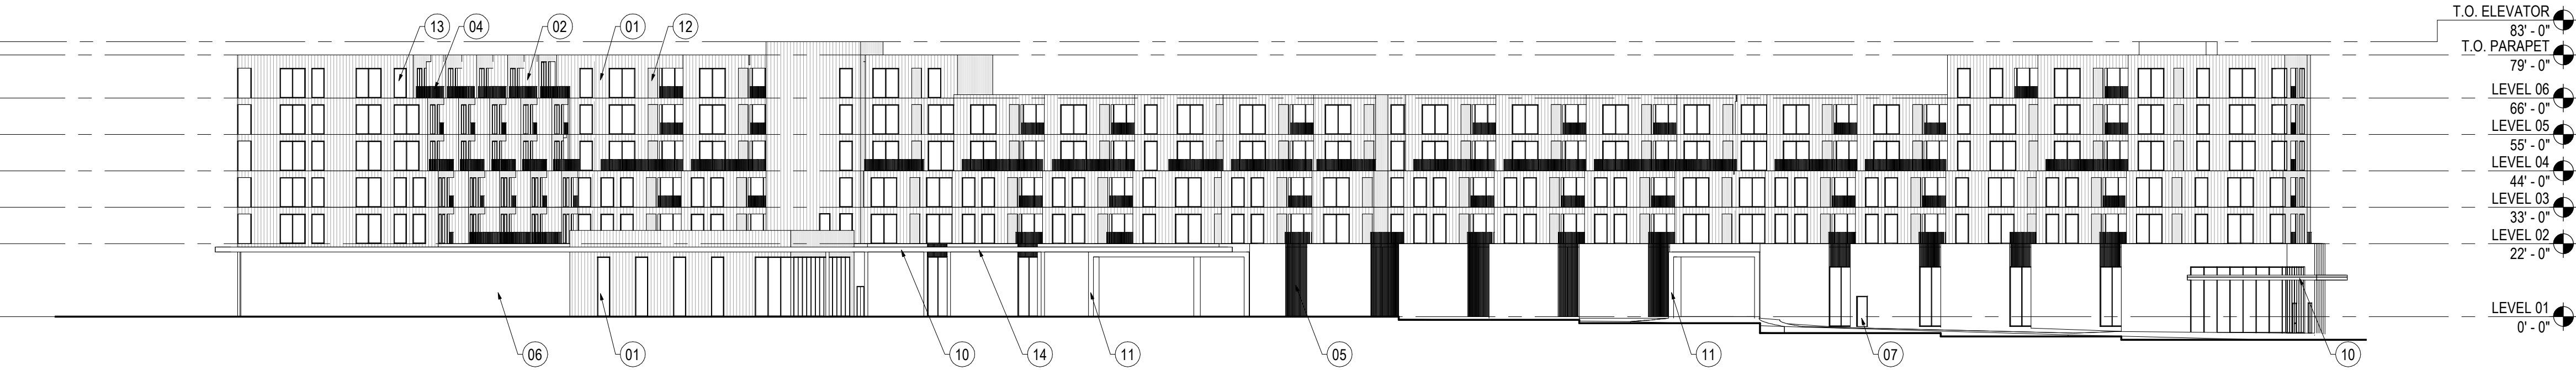 13
04
02
01
12
T.O. ELEVATOR
83' - 0"
T.O. PARAPET
79' - 0"
LEVEL 06
66' - 0"
LEVEL 05
55' - 0"
LEVEL 04
44' - 0"
LEVEL 03
33' - 0"
LEVEL 02
22' - 0"
LEVEL 01
0' - 0"
06
01
10
14
11
05
11
07
10